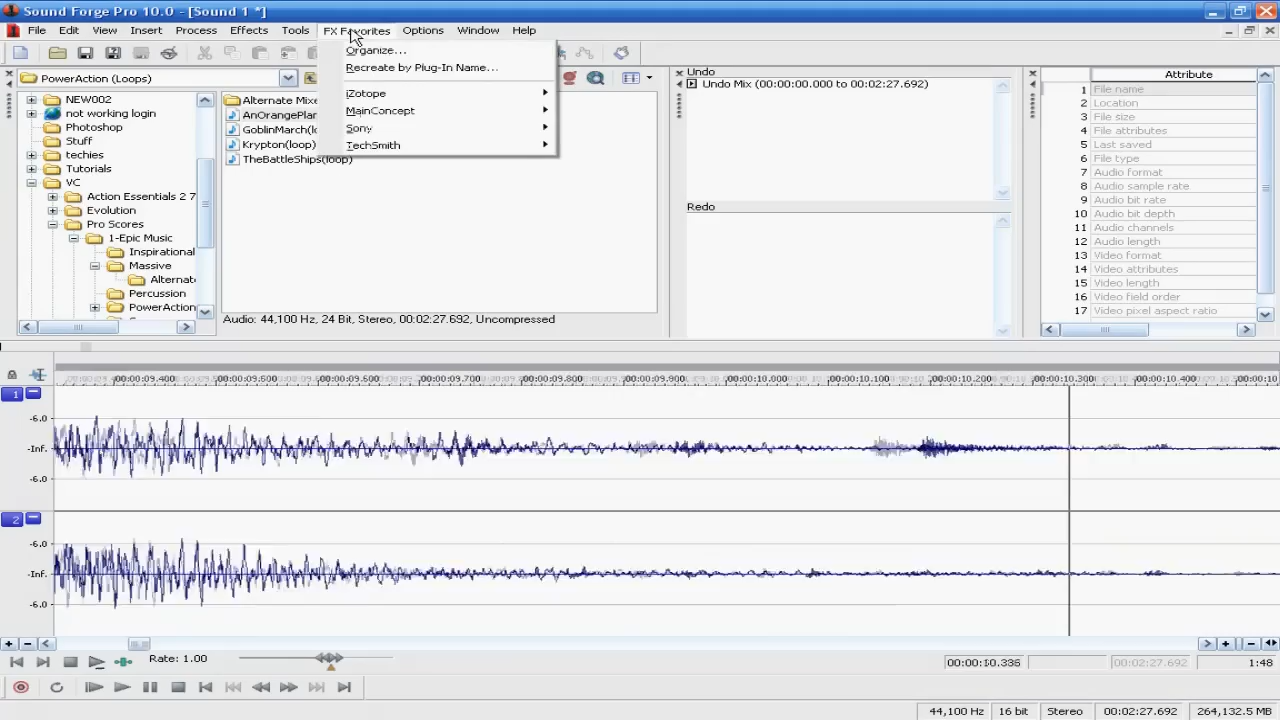 Sound Forge Pro 10.0 - [Sound 1 *]
File Edit View Insert Process Effects Tools FX Favorites Options Window Help
Organize...
Recreate by Plug-In Name...
iZotope
MainConcept
Sony
TechSmith
PowerAction (Loops)
NEW002
not working login
Photoshop
Stuff
techies
Tutorials
VC
Action Essentials 2 7
Evolution
Pro Scores
1-Epic Music
Inspirational
Massive
Alternat
Percussion
PowerAction
Alternate Mixe
AnOrangePlan
GoblinMarch(l
Krypton(loop)
TheBattleShips(loop)
Audio: 44,100 Hz, 24 Bit, Stereo, 00:02:27.692, Uncompressed
Undo
Undo Mix (00:00:00.000 to 00:02:27.692)
Redo
Attribute
1 File name
2 Location
3 File size
4 File attributes
5 Last saved
6 File type
7 Audio format
8 Audio sample rate
9 Audio bit rate
10 Audio bit depth
11 Audio channels
12 Audio length
13 Video format
14 Video attributes
15 Video length
16 Video field order
17 Video pixel aspect ratio
00:00:09.400 00:00:09.500 00:00:09.600 00:00:09.700 00:00:09.800 00:00:09.900 00:00:10.000 00:00:10.100 00:00:10.200 00:00:10.300 00:00:10.400 00:00:10
1
-6.0
-Inf.
-6.0
2
-6.0
-Inf.
-6.0
Rate: 1.00
00:00:10.336 00:02:27.692 1:48
44,100 Hz 16 bit Stereo 00:02:27.692 264,132.5 MB